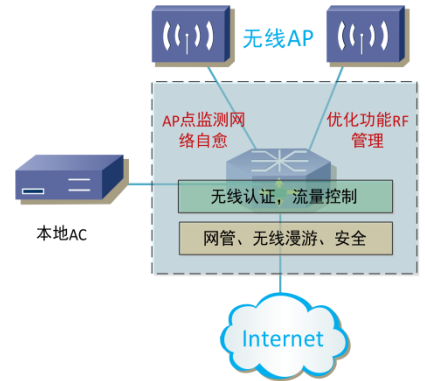 无线AP
AP点监测网
络自愈
优化功能RF
管理
无线认证，流量控制
本地AC
网管、无线漫游、安全
Internet